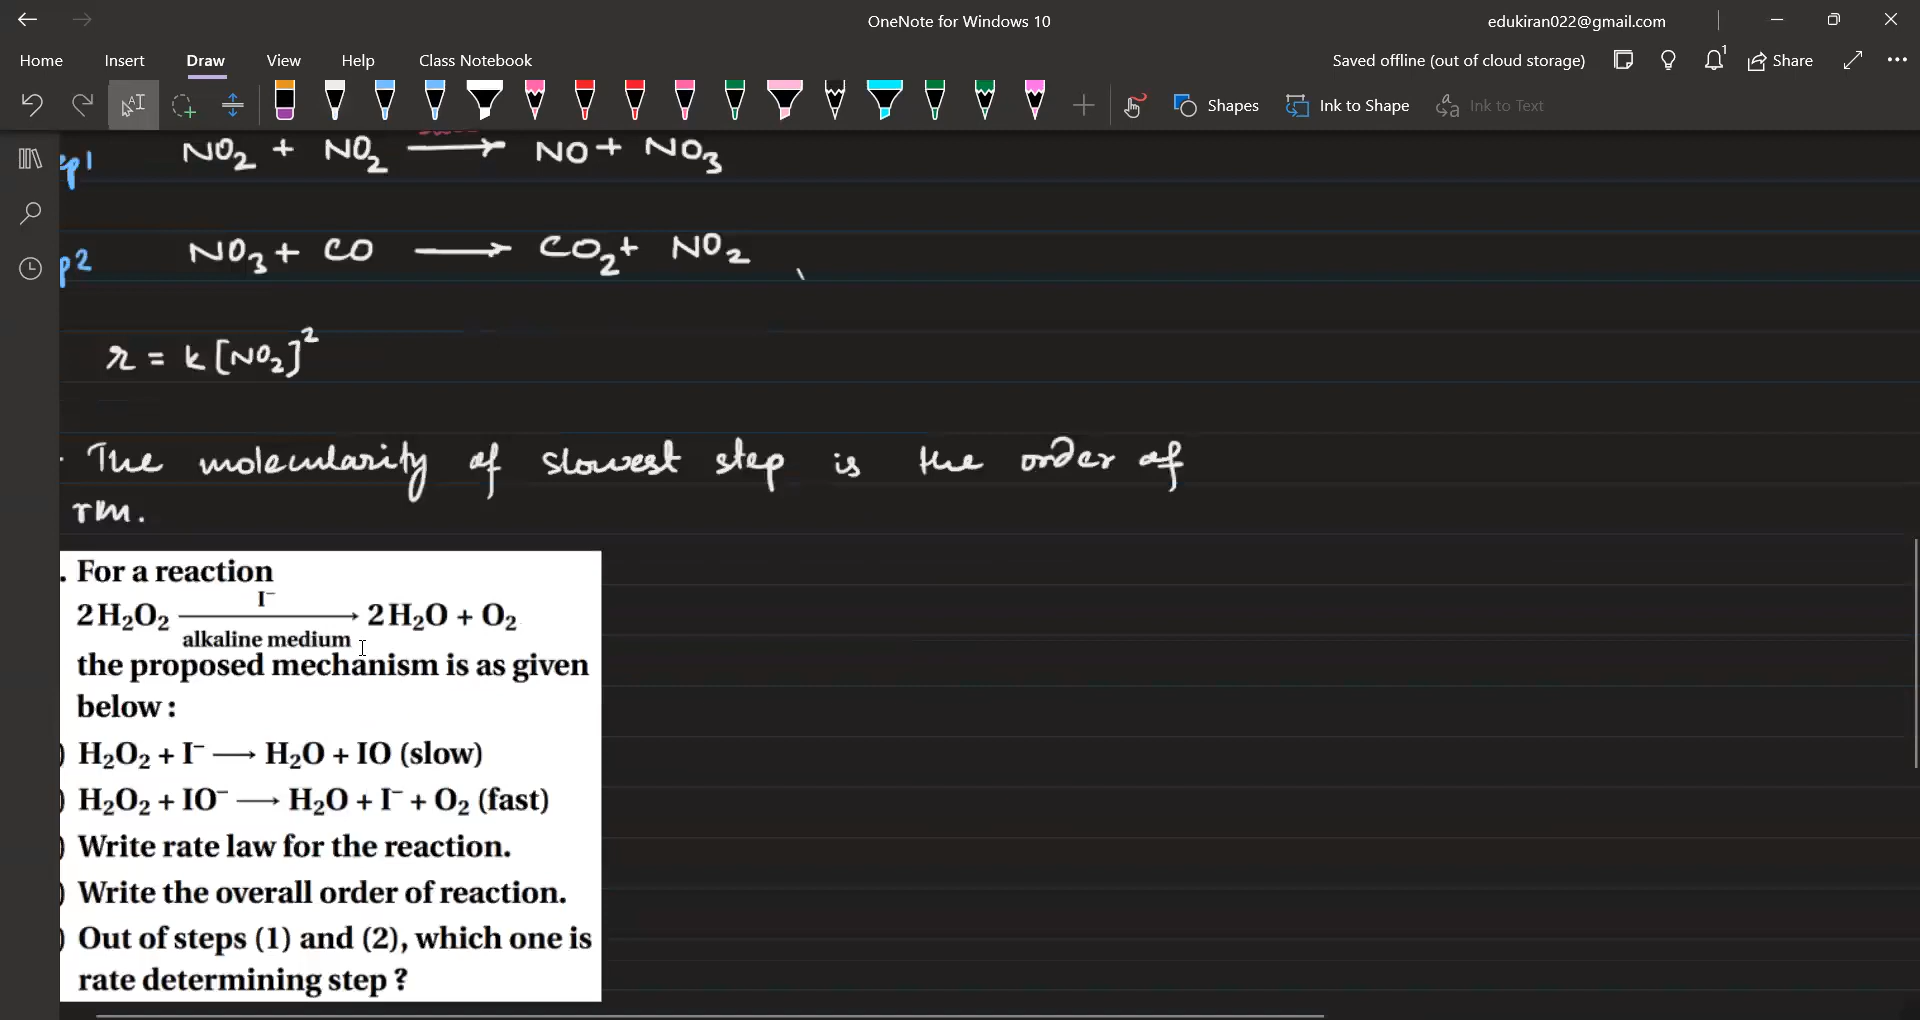 OneNote for Windows 10
edukiran022@gmail.com
Home Insert Draw View Help Class Notebook
Saved offline (out of cloud storage)
1
Share
Shapes
Ink to Shape
Ink to Text
ep1 NO₂ + NO₂ ⟶ NO + NO₃
p2 NO₃ + CO ⟶ CO₂ + NO₂
r = k [NO₂]²
The molecularity of slowest step is the order of
rxn.
. For a reaction
I⁻
2H₂O₂ ⟶ 2H₂O + O₂
alkaline medium
the proposed mechanism is as given
below :
) H₂O₂ + I⁻ ⟶ H₂O + IO (slow)
) H₂O₂ + IO⁻ ⟶ H₂O + I⁻ + O₂ (fast)
) Write rate law for the reaction.
) Write the overall order of reaction.
) Out of steps (1) and (2), which one is
rate determining step ?